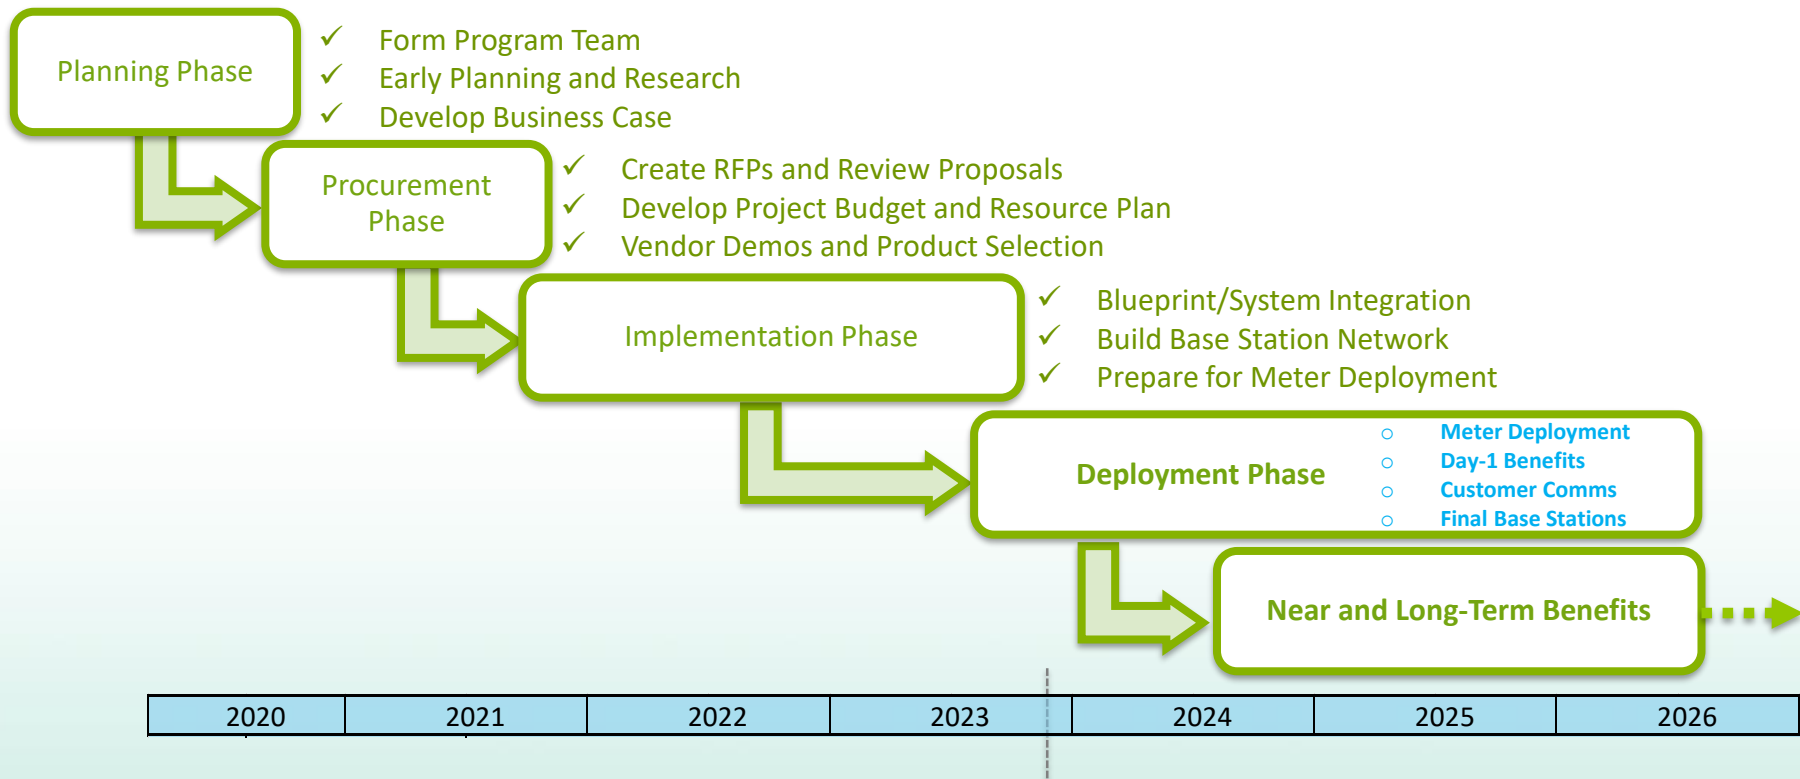 Planning Phase
✓ Form Program Team
✓ Early Planning and Research
✓ Develop Business Case
Procurement
Phase
✓ Create RFPs and Review Proposals
✓ Develop Project Budget and Resource Plan
✓ Vendor Demos and Product Selection
Implementation Phase
✓ Blueprint/System Integration
✓ Build Base Station Network
✓ Prepare for Meter Deployment
Deployment Phase
o Meter Deployment
o Day-1 Benefits
o Customer Comms
o Final Base Stations
Near and Long-Term Benefits
2020 2021 2022 2023 2024 2025 2026